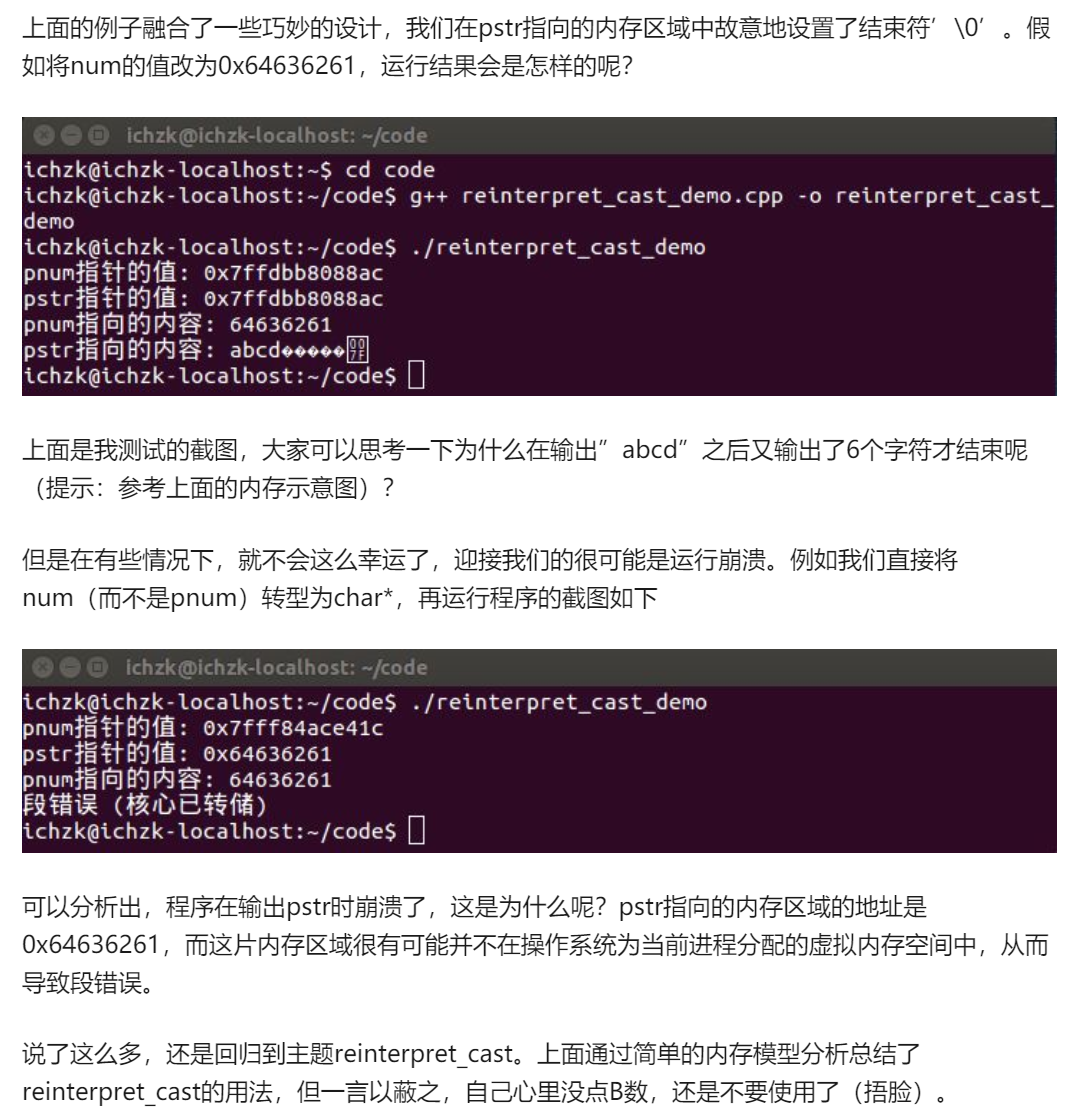 上面的例子融合了一些巧妙的设计，我们在pstr指向的内存区域中故意地设置了结束符’\0’。假
如将num的值改为0x64636261，运行结果会是怎样的呢？
ichzk@ichzk-localhost: ~/code
ichzk@ichzk-localhost:~$ cd code
ichzk@ichzk-localhost:~/code$ g++ reinterpret_cast_demo.cpp -o reinterpret_cast_
demo
ichzk@ichzk-localhost:~/code$ ./reinterpret_cast_demo
pnum指针的值: 0x7ffdbb8088ac
pstr指针的值: 0x7ffdbb8088ac
pnum指向的内容: 64636261
pstr指向的内容: abcd�����
ichzk@ichzk-localhost:~/code$
上面是我测试的截图，大家可以思考一下为什么在输出”abcd”之后又输出了6个字符才结束呢
（提示：参考上面的内存示意图）？
但是在有些情况下，就不会这么幸运了，迎接我们的很可能是运行崩溃。例如我们直接将
num（而不是pnum）转型为char*，再运行程序的截图如下
ichzk@ichzk-localhost: ~/code
ichzk@ichzk-localhost:~/code$ ./reinterpret_cast_demo
pnum指针的值: 0x7fff84ace41c
pstr指针的值: 0x64636261
pnum指向的内容: 64636261
段错误 (核心已转储)
ichzk@ichzk-localhost:~/code$
可以分析出，程序在输出pstr时崩溃了，这是为什么呢？pstr指向的内存区域的地址是
0x64636261，而这片内存区域很有可能并不在操作系统为当前进程分配的虚拟内存空间中，从而
导致段错误。
说了这么多，还是回归到主题reinterpret_cast。上面通过简单的内存模型分析总结了
reinterpret_cast的用法，但一言以蔽之，自己心里没点B数，还是不要使用了（捂脸）。